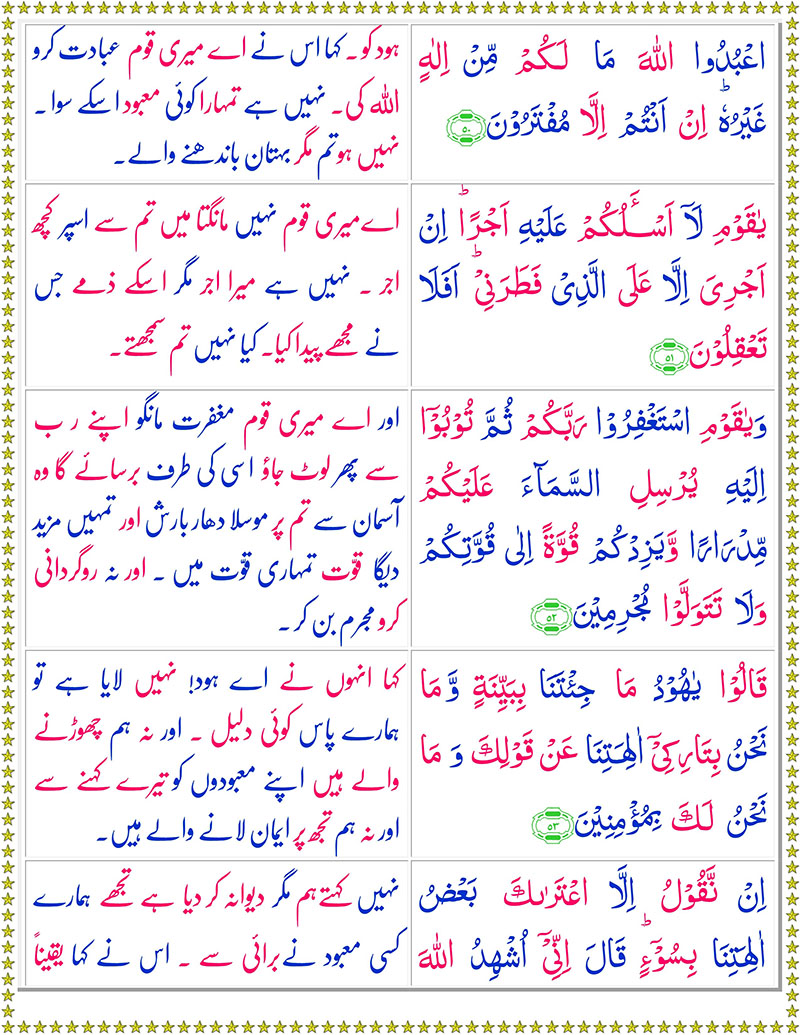 اعْبُدُوا اللّٰهَ مَا لَكُمْ مِّنْ اِلٰهٍ
غَيْرُهٗ ؕ اِنْ اَنْتُمْ اِلَّا مُفْتَرُوْنَ ٥٠
ہود کو۔ کہا اس نے اے میری قوم عبادت کرو
اللہ کی۔ نہیں ہے تمہارا کوئی معبود اسکے سوا۔
نہیں ہو تم مگر بہتان باندھنے والے۔
يٰقَوْمِ لَاۤ اَسْـَٔلُكُمْ عَلَيْهِ اَجْرًا ؕ اِنْ
اَجْرِىَ اِلَّا عَلَى الَّذِىْ فَطَرَنِىْ ؕ اَفَلَا
تَعْقِلُوْنَ ٥١
اے میری قوم نہیں مانگتا میں تم سے اسپر کچھ
اجر ۔ نہیں ہے میرا اجر مگر اسکے ذمے جس
نے مجھے پیدا کیا۔ کیا نہیں تم سمجھتے۔
وَيٰقَوْمِ اسْتَغْفِرُوْا رَبَّكُمْ ثُمَّ تُوْبُوْۤا
اِلَيْهِ يُرْسِلِ السَّمَآءَ عَلَيْكُمْ
مِّدْرَارًا وَّيَزِدْكُمْ قُوَّةً اِلٰى قُوَّتِكُمْ
وَلَا تَتَوَلَّوْا مُجْرِمِيْنَ ٥٢
اور اے میری قوم مغفرت مانگو اپنے رب
سے پھر لوٹ جاؤ اسی کی طرف برسائے گا وہ
آسمان سے تم پر موسلا دھار بارش اور تمہیں مزید
دیگا قوّت تمہاری قوّت میں ۔ اور نہ روگردانی
کرو مجرم بن کر ۔
قَالُوْا يٰهُوْدُ مَا جِئْتَنَا بِبَيِّنَةٍ وَّ مَا
نَحْنُ بِتَارِكِىْۤ اٰلِهَتِنَا عَنْ قَوْلِكَ وَ مَا
نَحْنُ لَكَ بِمُؤْمِنِيْنَ ٥٣
کہا انہوں نے اے ہود! نہیں لایا ہے تو
ہمارے پاس کوئی دلیل ۔ اور نہ ہم چھوڑنے
والے ہیں اپنے معبودوں کو تیرے کہنے سے
اور نہ ہم تجھ پر ایمان لانے والے ہیں۔
اِنْ نَّقُوْلُ اِلَّا اعْتَرٰٮكَ بَعْضُ
اٰلِهَتِنَا بِسُوْٓءٍ ؕ قَالَ اِنِّىْۤ اُشْهِدُ اللّٰهَ
نہیں کہتے ہم مگر دیوانہ کر دیا ہے تجھے ہمارے
کسی معبود نے برائی سے ۔ اس نے کہا یقیناً